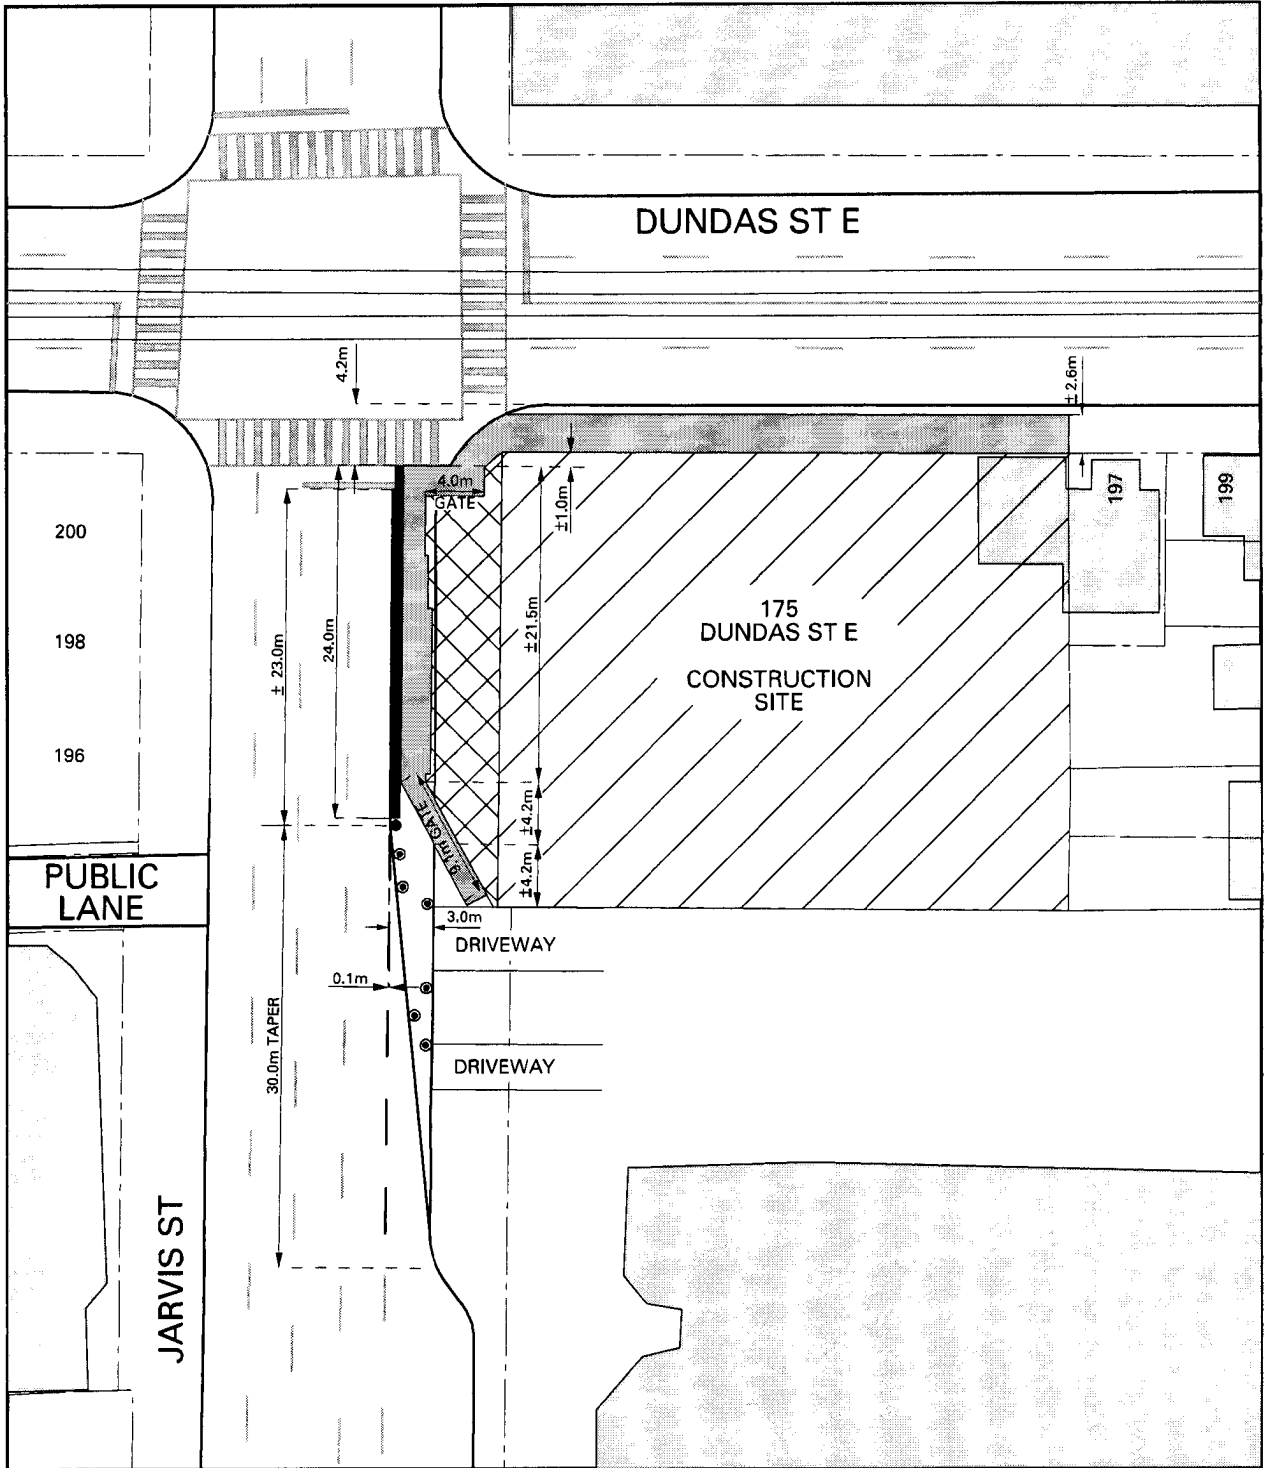 DUNDAS ST E
4.2m
± 2.6m
4.0m
GATE
±1.0m
197
199
200
198
196
± 23.0m
24.0m
±21.5m
175
DUNDAS ST E
CONSTRUCTION
SITE
±4.2m
9.1m GATE
±4.2m
PUBLIC
LANE
3.0m
DRIVEWAY
0.1m
30.0m TAPER
DRIVEWAY
JARVIS ST